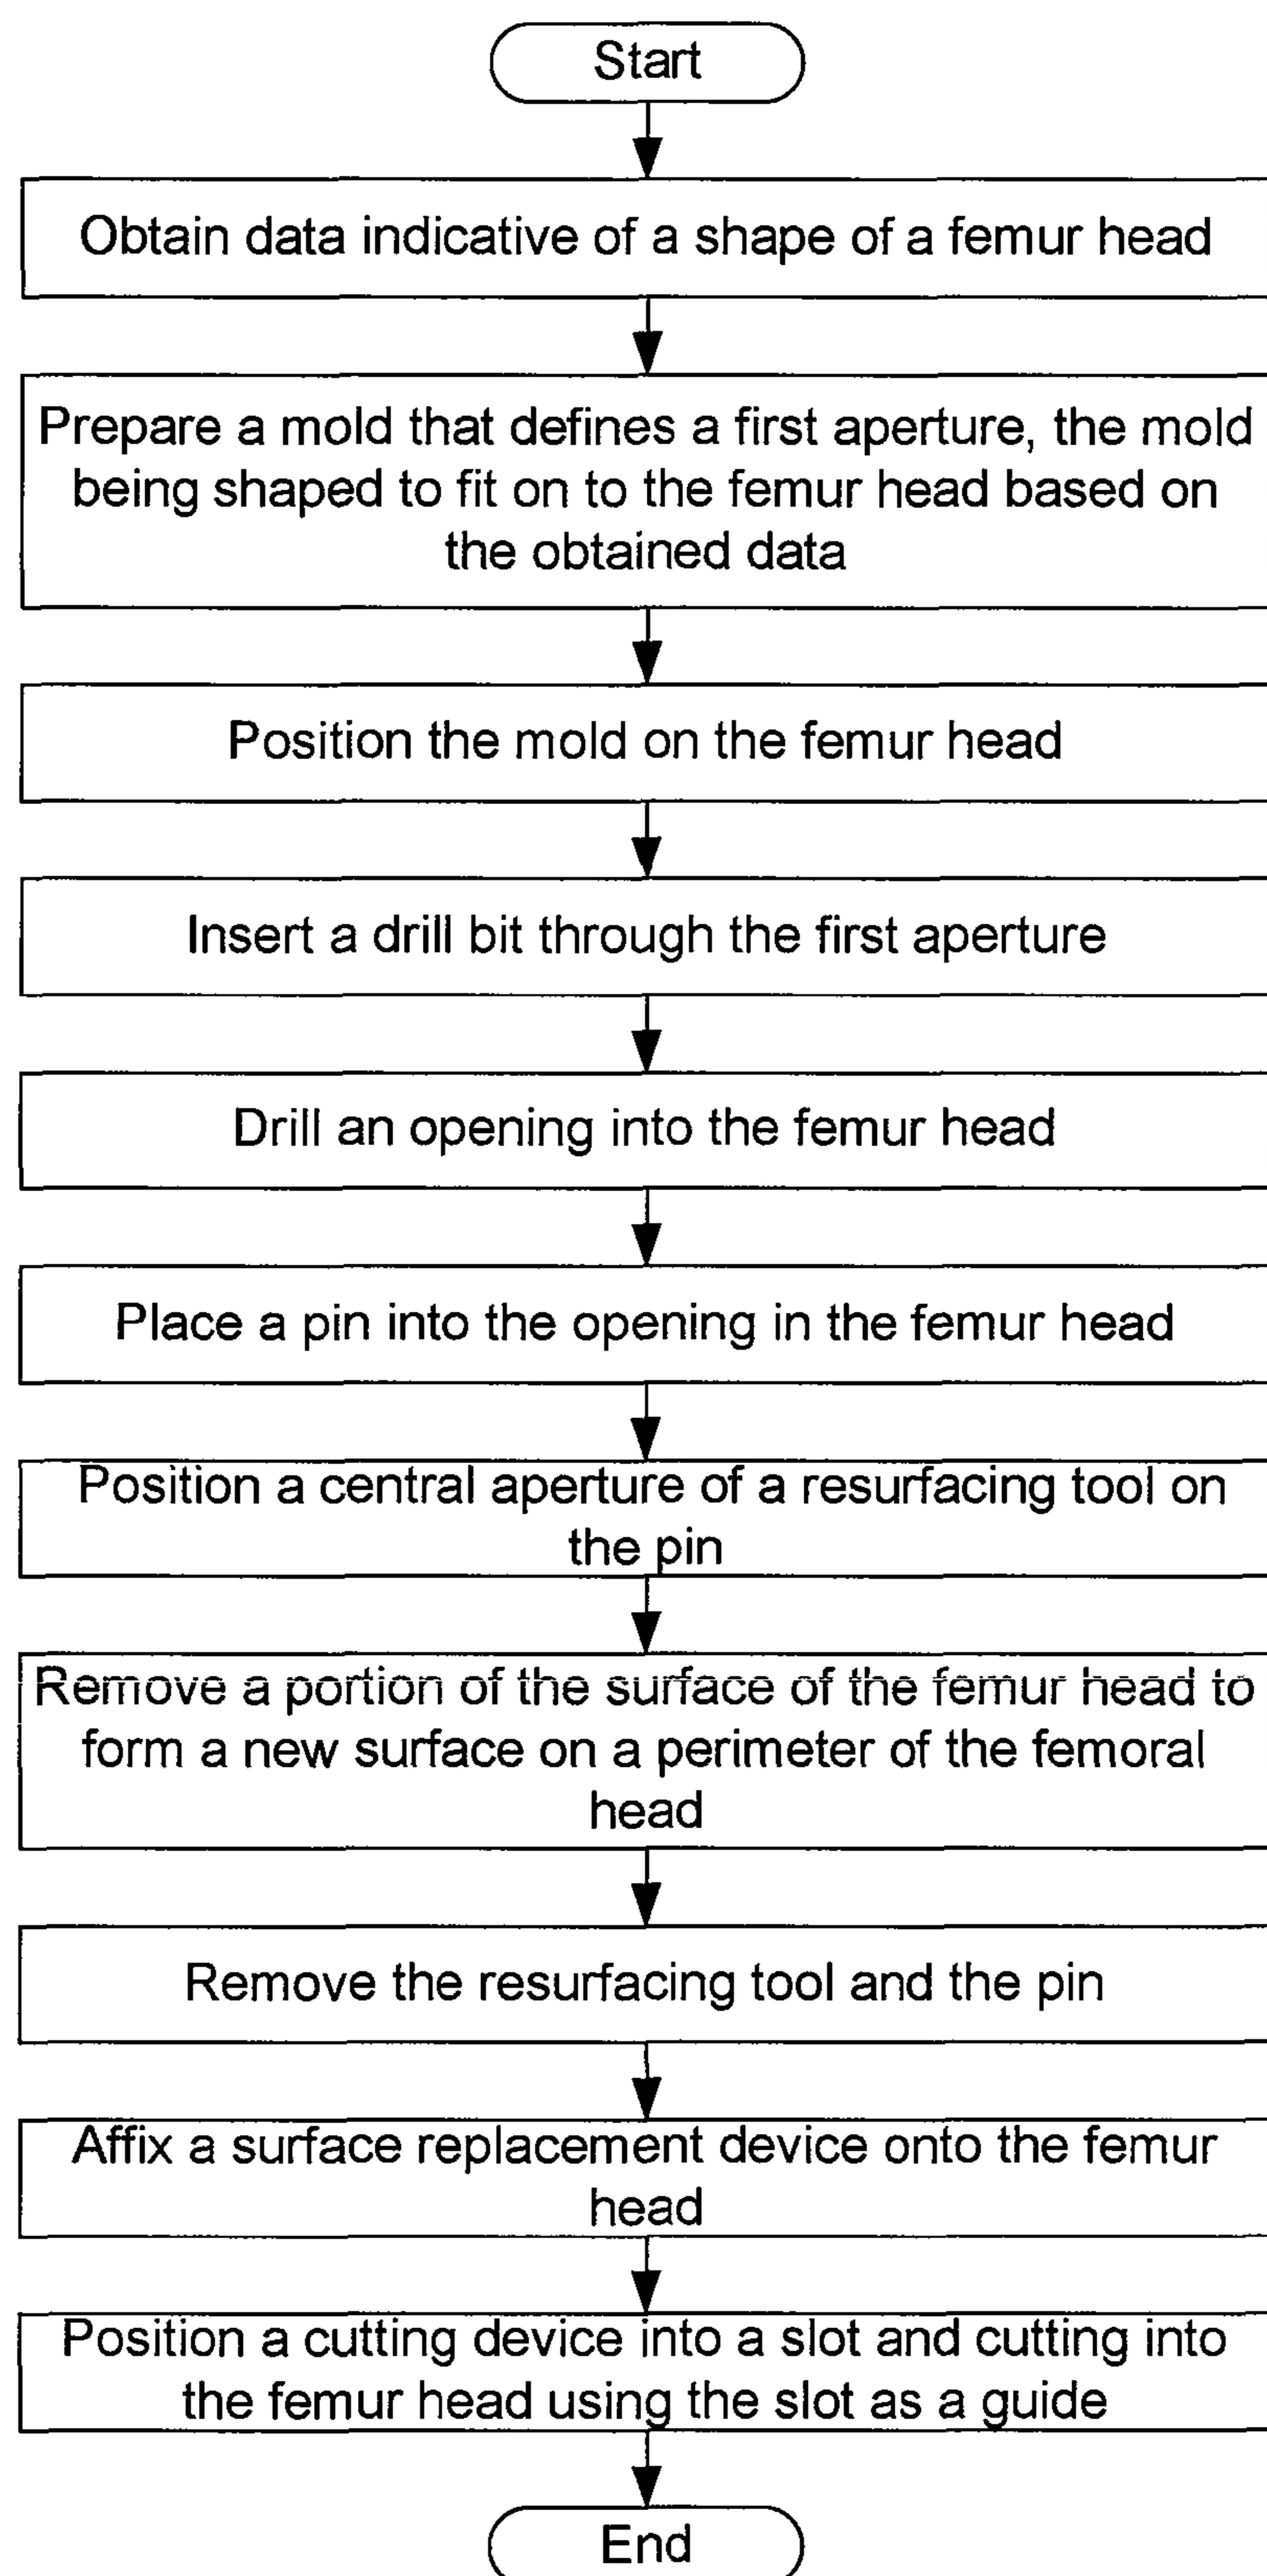 Start
Obtain data indicative of a shape of a femur head
Prepare a mold that defines a first aperture, the mold
being shaped to fit on to the femur head based on
the obtained data
Position the mold on the femur head
Insert a drill bit through the first aperture
Drill an opening into the femur head
Place a pin into the opening in the femur head
Position a central aperture of a resurfacing tool on
the pin
Remove a portion of the surface of the femur head to
form a new surface on a perimeter of the femoral
head
Remove the resurfacing tool and the pin
Affix a surface replacement device onto the femur
head
Position a cutting device into a slot and cutting into
the femur head using the slot as a guide
End